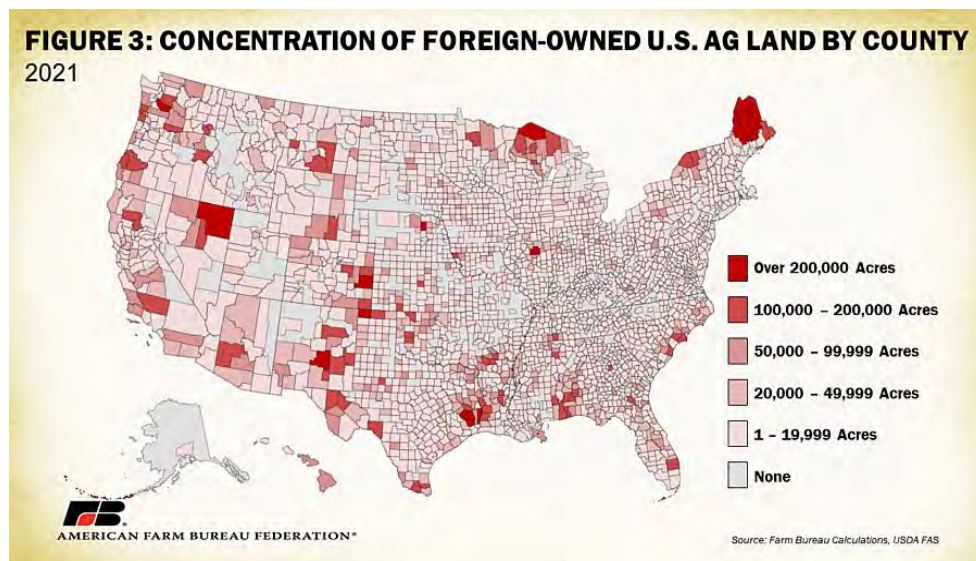 FIGURE 3: CONCENTRATION OF FOREIGN-OWNED U.S. AG LAND BY COUNTY
2021
Over 200,000 Acres
100,000 – 200,000 Acres
50,000 – 99,999 Acres
20,000 – 49,999 Acres
1 – 19,999 Acres
None
FB®
AMERICAN FARM BUREAU FEDERATION®
Source: Farm Bureau Calculations, USDA FAS